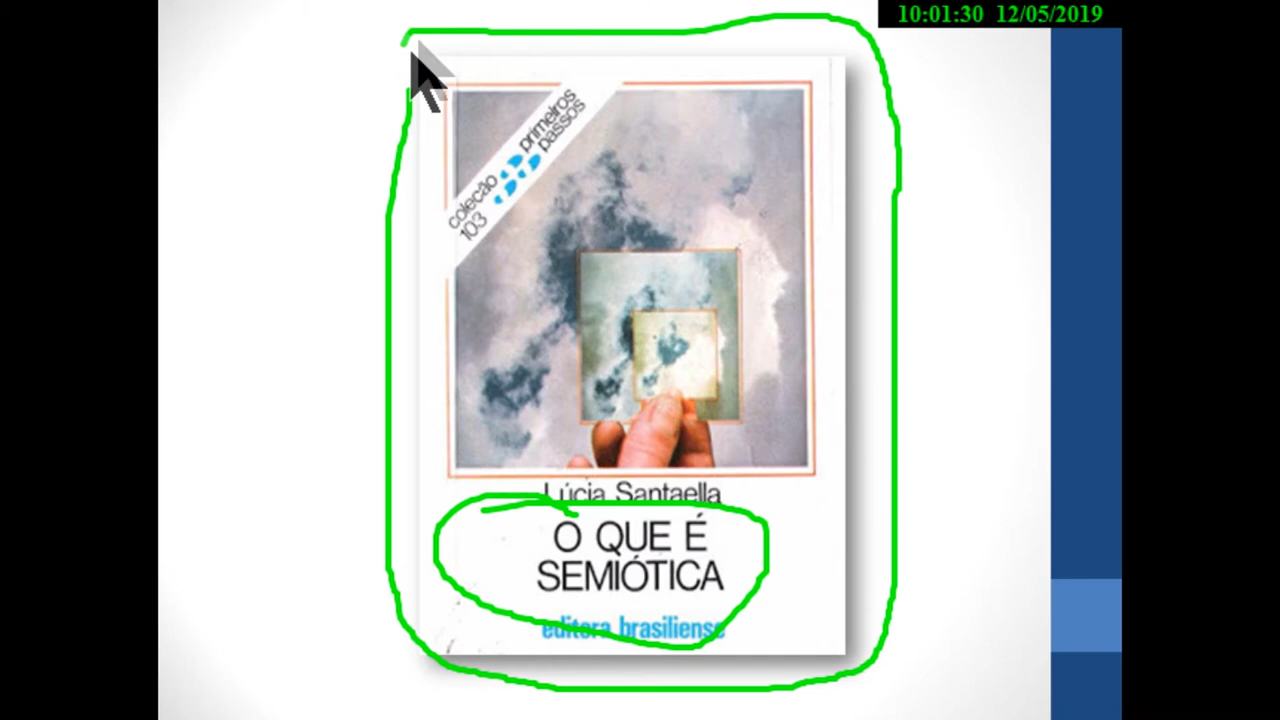 10:01:30 12/05/2019
coleção
103
primeiros
passos
Lúcia Santaella
O QUE É
SEMIÓTICA
editora brasiliense